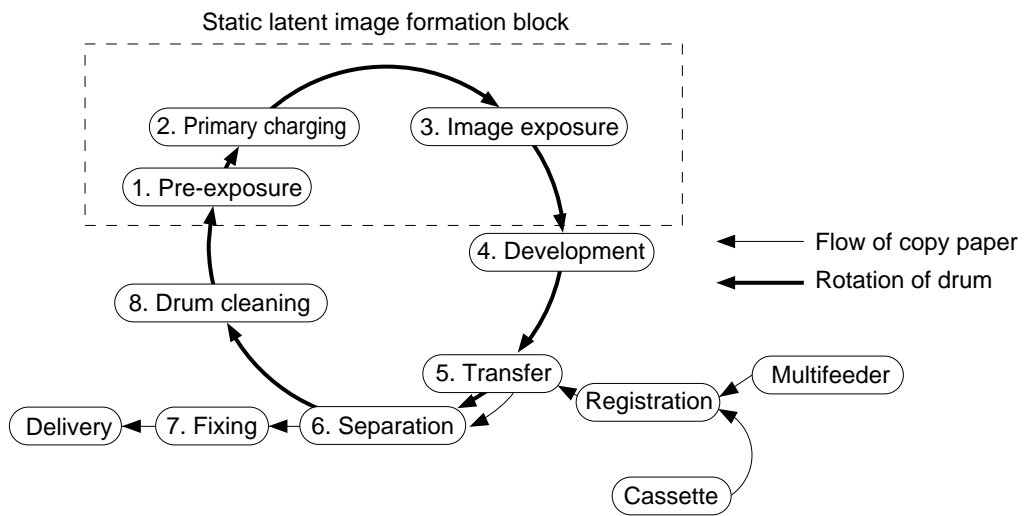 Static latent image formation block
2. Primary charging
3. Image exposure
1. Pre-exposure
4. Development
Flow of copy paper
Rotation of drum
8. Drum cleaning
5. Transfer
Multifeeder
Registration
Delivery
7. Fixing
6. Separation
Cassette